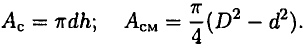 A_с = πdh; A_см = π/4 (D² − d²).